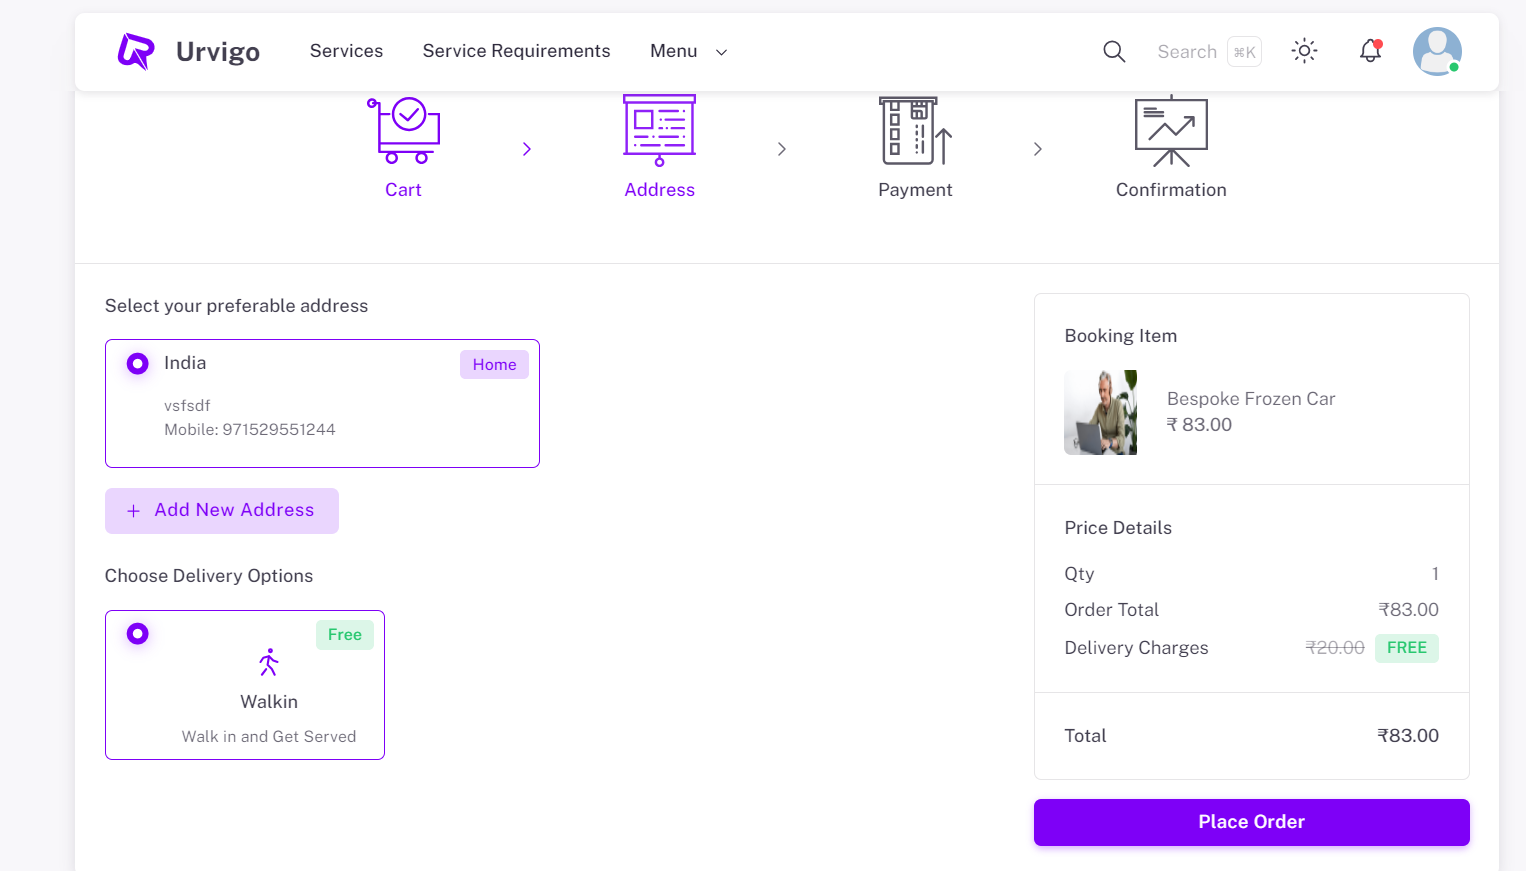 Urvigo
Services
Service Requirements
Menu
Search
⌘K
Cart
Address
Payment
Confirmation
Select your preferable address
India
Home
vsfsdf
Mobile: 971529551244
+ Add New Address
Choose Delivery Options
Free
Walkin
Walk in and Get Served
Booking Item
Bespoke Frozen Car
₹ 83.00
Price Details
Qty 1
Order Total ₹83.00
Delivery Charges ₹20.00 FREE
Total ₹83.00
Place Order